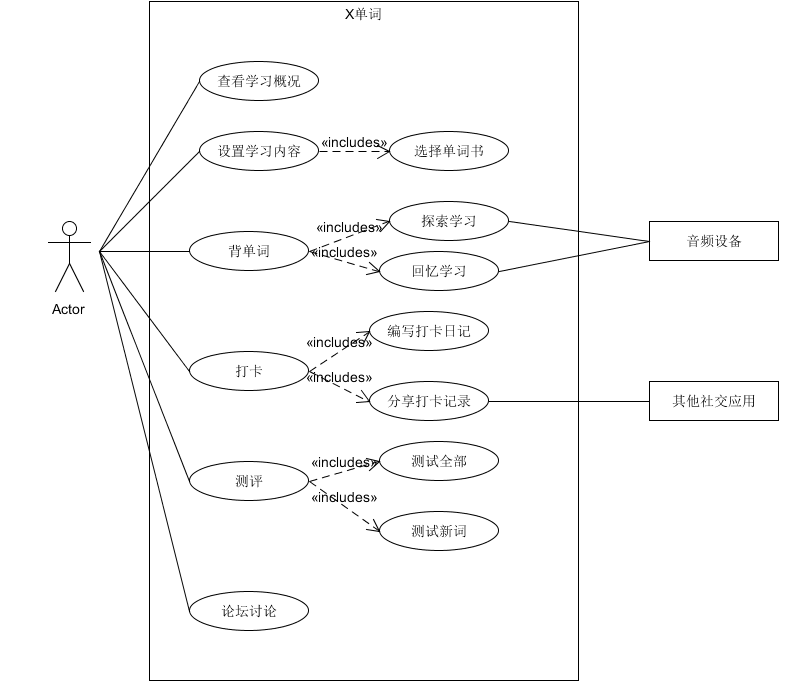 X单词
查看学习概况
设置学习内容
«includes»
选择单词书
背单词
«includes»
探索学习
«includes»
回忆学习
音频设备
Actor
打卡
«includes»
编写打卡日记
«includes»
分享打卡记录
其他社交应用
测评
«includes»
测试全部
«includes»
测试新词
论坛讨论